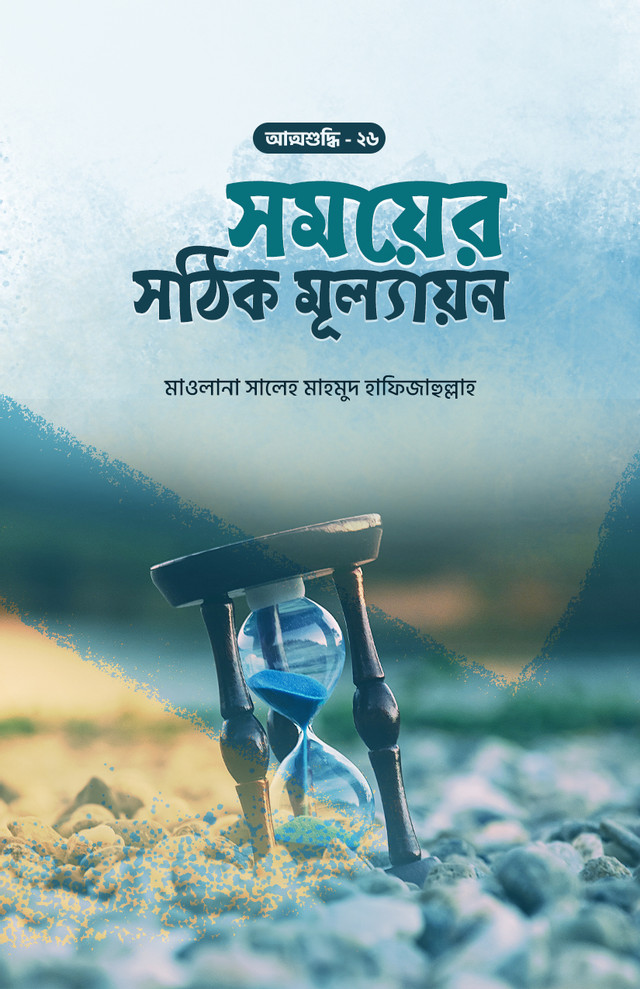 আত্মশুদ্ধি - ২৬
সময়ের
সঠিক মূল্যায়ন
মাওলানা সালেহ মাহমুদ হাফিজাহুল্লাহ